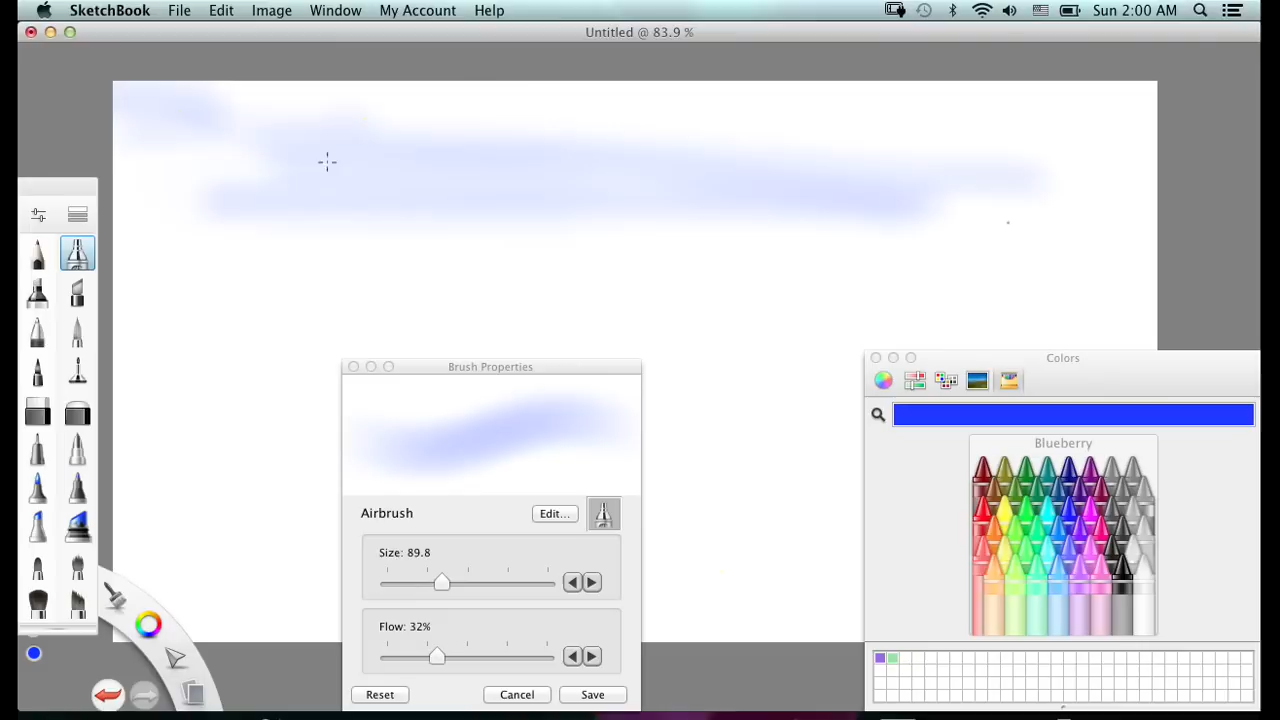 SketchBook File Edit Image Window My Account Help Sun 2:00 AM
Untitled @ 83.9 %
Brush Properties
Airbrush Edit...
Size: 89.8
Flow: 32%
Reset Cancel Save
Colors
Blueberry